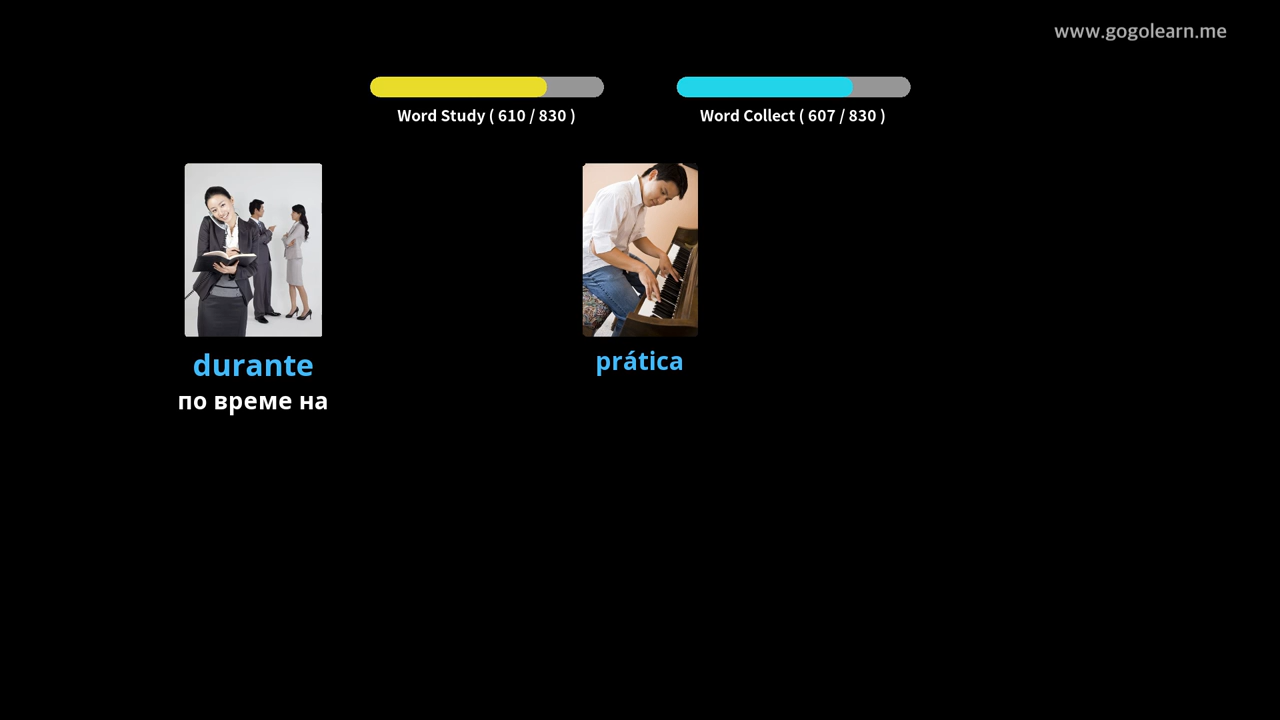 www.gogolearn.me
Word Study ( 610 / 830 )
Word Collect ( 607 / 830 )
durante
по време на
prática